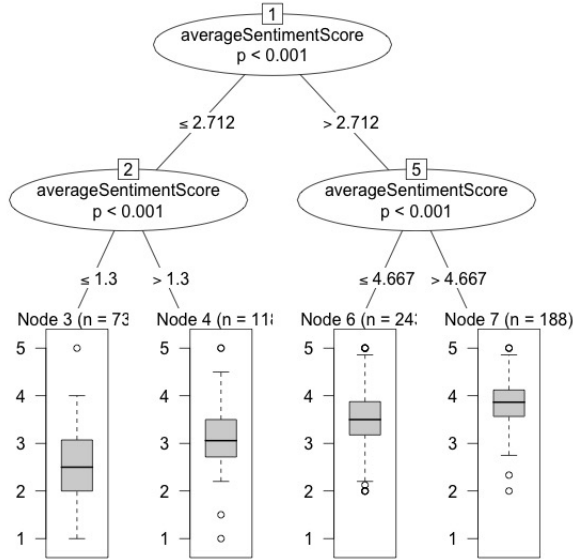 1
averageSentimentScore
p < 0.001
≤ 2.712
> 2.712
2
averageSentimentScore
p < 0.001
5
averageSentimentScore
p < 0.001
≤ 1.3
> 1.3
≤ 4.667
> 4.667
Node 3 (n = 73
5
4
3
2
1
Node 4 (n = 11
5
4
3
2
1
Node 6 (n = 24
5
4
3
2
1
Node 7 (n = 188)
5
4
3
2
1